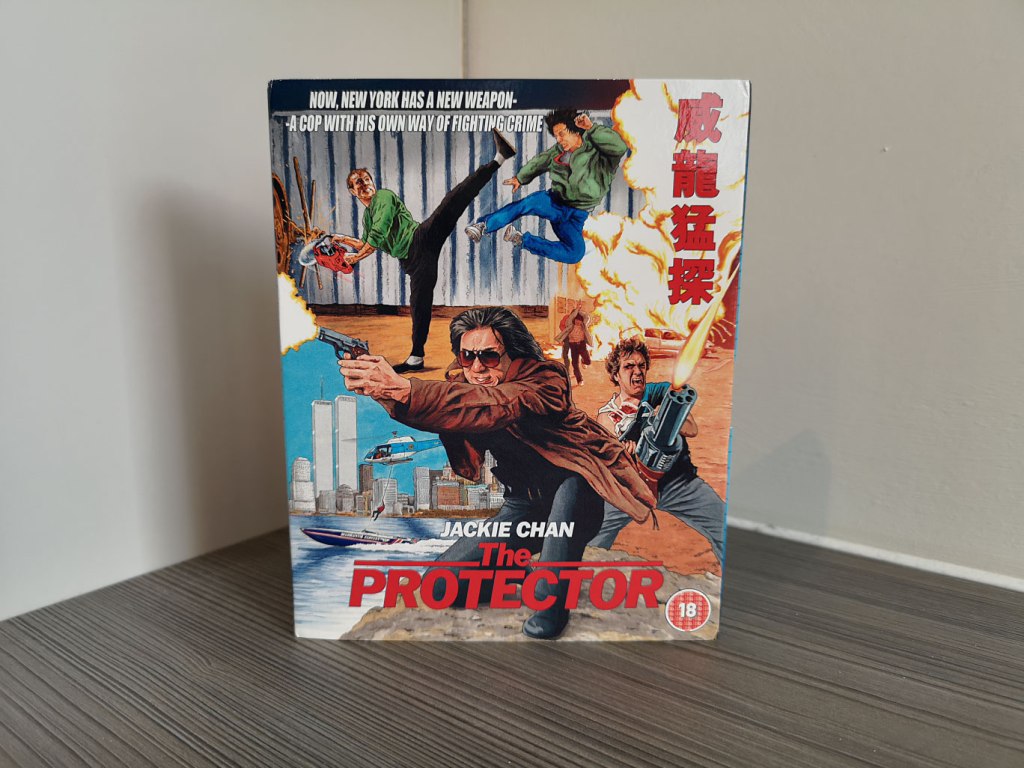 NOW, NEW YORK HAS A NEW WEAPON-
-A COP WITH HIS OWN WAY OF FIGHTING CRIME
威龍猛探
JACKIE CHAN
The
PROTECTOR
18